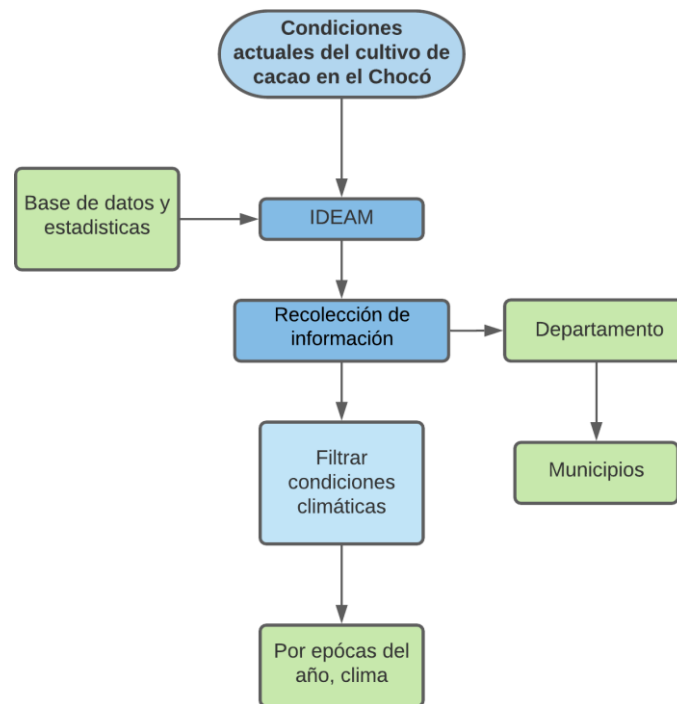 Condiciones
actuales del cultivo de
cacao en el Chocó
Base de datos y
estadisticas
IDEAM
Recolección de
información
Departamento
Filtrar
condiciones
climáticas
Municipios
Por epócas del
año, clima